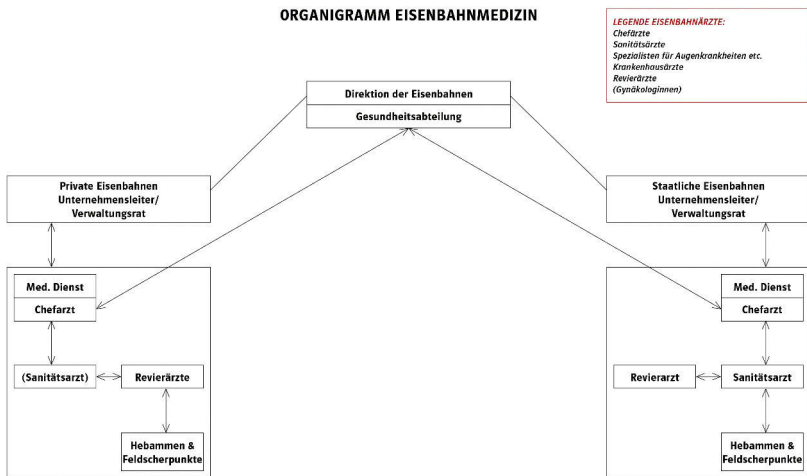 ORGANIGRAMM EISENBAHNMEDIZIN
LEGENDE EISENBAHNÄRZTE:
Chefärzte
Sanitätsärzte
Spezialisten für Augenkrankheiten etc.
Krankenhausärzte
Revierärzte
(Gynäkologinnen)
Direktion der Eisenbahnen
Gesundheitsabteilung
Private Eisenbahnen
Unternehmensleiter/
Verwaltungsrat
Staatliche Eisenbahnen
Unternehmensleiter/
Verwaltungsrat
Med. Dienst
Chefarzt
(Sanitätsarzt)
Revierärzte
Hebammen &
Feldscherpunkte
Med. Dienst
Chefarzt
Revierarzt
Sanitätsarzt
Hebammen &
Feldscherpunkte